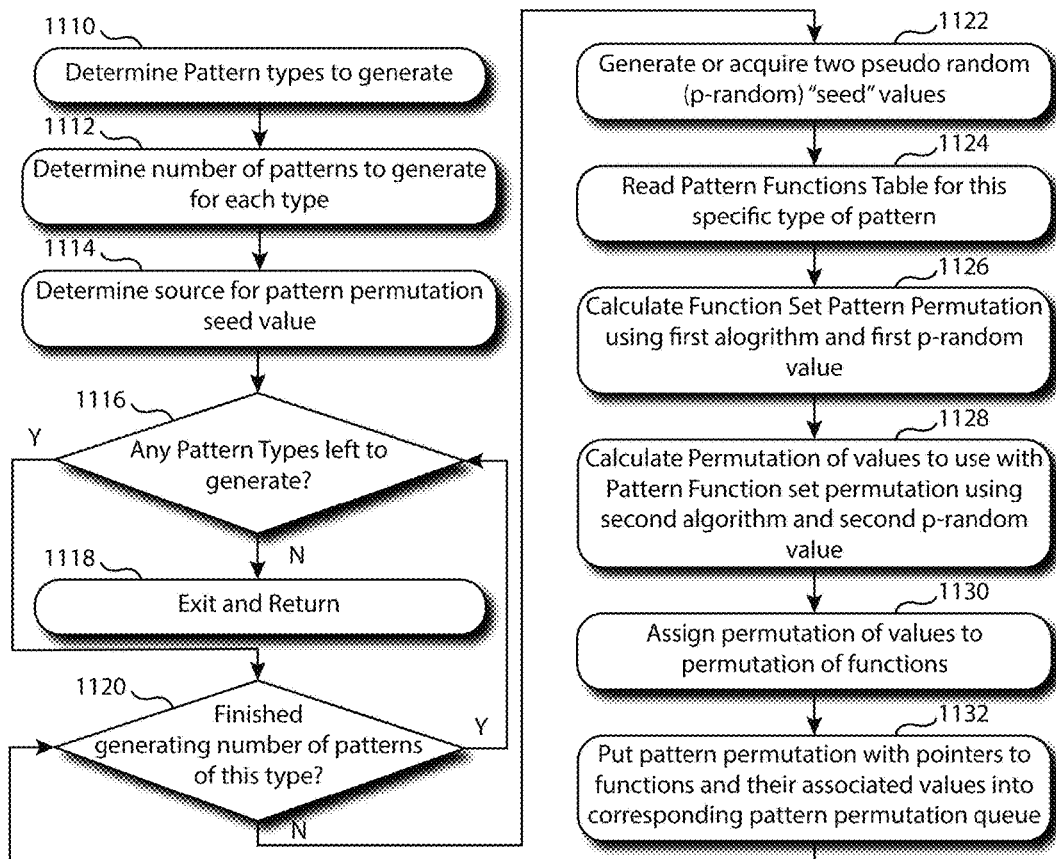 1110
Determine Pattern types to generate
1112
Determine number of patterns to generate
for each type
1114
Determine source for pattern permutation
seed value
1116
Y
Any Pattern Types left to
generate?
N
1118
Exit and Return
1120
Finished
generating number of patterns
of this type?
Y
N
1122
Generate or acquire two pseudo random
(p-random) “seed” values
1124
Read Pattern Functions Table for this
specific type of pattern
1126
Calculate Function Set Pattern Permutation
using first alogrithm and first p-random
value
1128
Calculate Permutation of values to use with
Pattern Function set permutation using
second algorithm and second p-random
value
1130
Assign permutation of values to
permutation of functions
1132
Put pattern permutation with pointers to
functions and their associated values into
corresponding pattern permutation queue